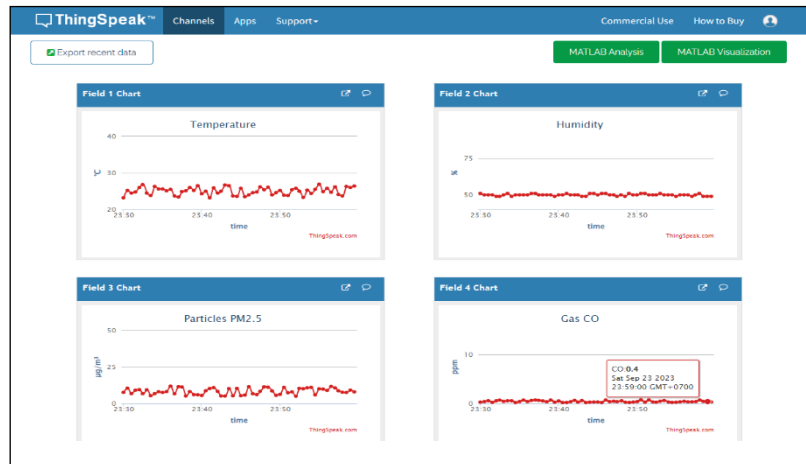 ThingSpeak™ Channels Apps Support Commercial Use How to Buy
Export recent data MATLAB Analysis MATLAB Visualization
Field 1 Chart
Temperature
40
30
20
°C
23:30 23:40 23:50
time
ThingSpeak.com
Field 2 Chart
Humidity
75
50
%
23:30 23:40 23:50
time
ThingSpeak.com
Field 3 Chart
Particles PM2.5
50
25
0
µg/m³
23:30 23:40 23:50
time
ThingSpeak.com
Field 4 Chart
Gas CO
10
0
ppm
CO:0.4
Sat Sep 23 2023
23:59:00 GMT+0700
23:30 23:40 23:50
time
ThingSpeak.com